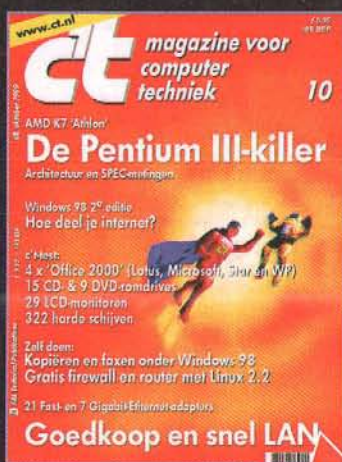 www.ct.nl
c't
magazine voor
computer
techniek
10
AMD K7 'Athlon'
De Pentium III-killer
Architectuur en SPEC-metingen
Windows 98 2e editie
Hoe deel je internet?
c't-test:
4 x 'Office 2000' (Lotus, Microsoft, Star en WP)
15 CD- & 9 DVD-romdrives
29 LCD-monitoren
322 harde schijven
Zelf doen:
Kopiëren en faxen onder Windows 98
Gratis firewall en router met Linux 2.2
21 Fast- en 7 Gigabit-Ethernet-adapters
Goedkoop en snel LAN